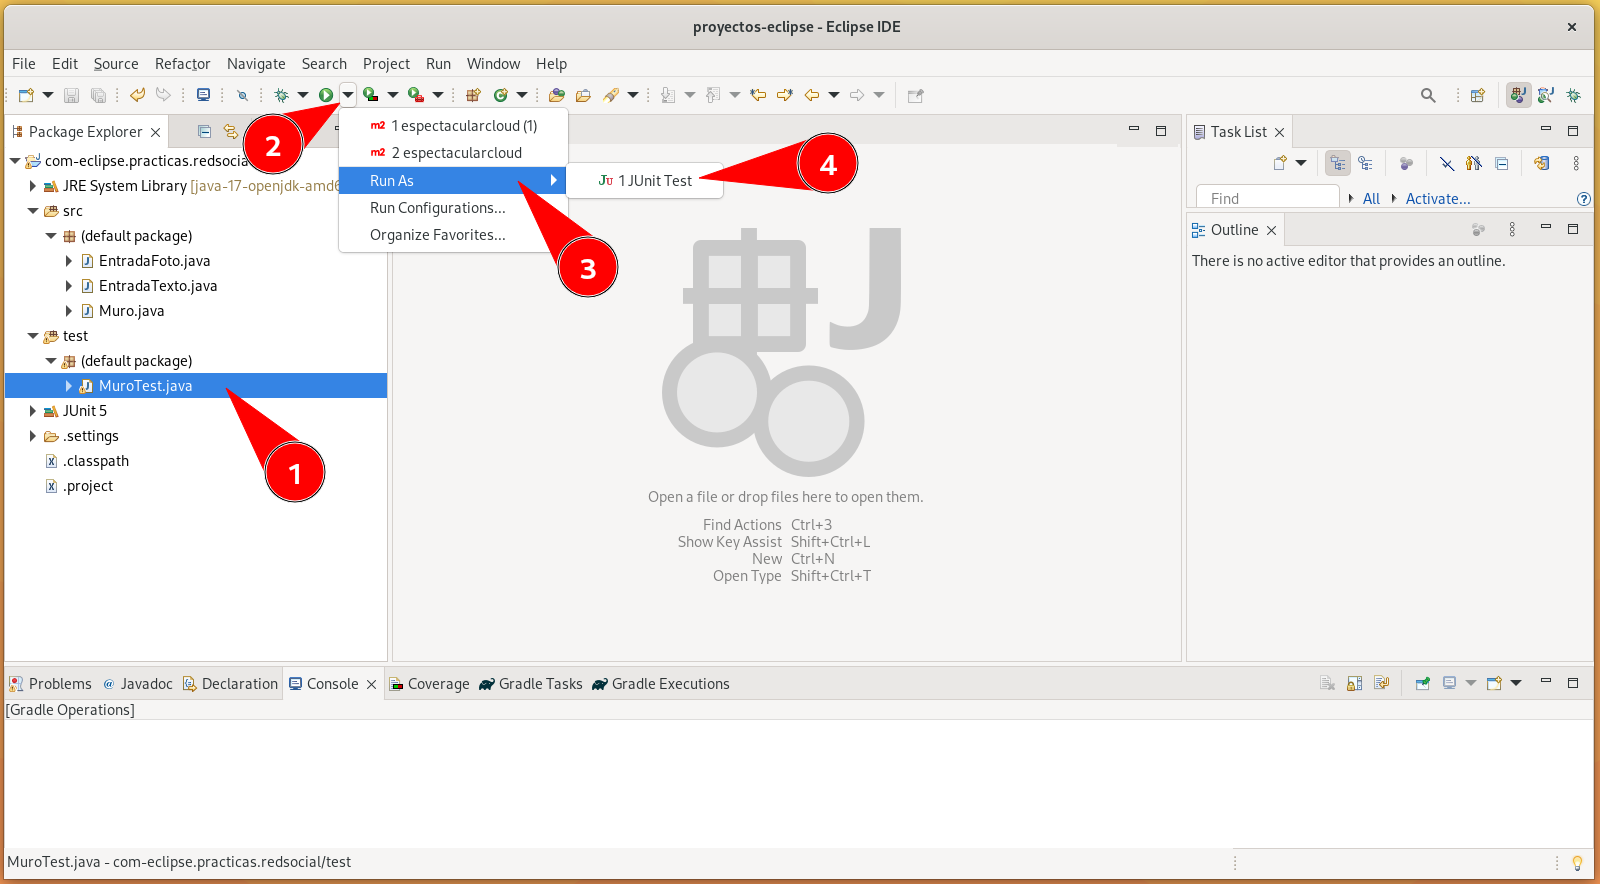 proyectos-eclipse - Eclipse IDE
File Edit Source Refactor Navigate Search Project Run Window Help
Package Explorer
com-eclipse.practicas.redsocia
JRE System Library [java-17-openjdk-amd6
src
(default package)
EntradaFoto.java
EntradaTexto.java
Muro.java
test
(default package)
MuroTest.java
JUnit 5
.settings
.classpath
.project
1
2
1 espectacularcloud (1)
2 espectacularcloud
Run As
Run Configurations...
Organize Favorites...
1 JUnit Test
3
4
Open a file or drop files here to open them.
Find Actions Ctrl+3
Show Key Assist Shift+Ctrl+L
New Ctrl+N
Open Type Shift+Ctrl+T
Task List
Find All Activate...
Outline
There is no active editor that provides an outline.
Problems Javadoc Declaration Console Coverage Gradle Tasks Gradle Executions
[Gradle Operations]
MuroTest.java - com-eclipse.practicas.redsocial/test